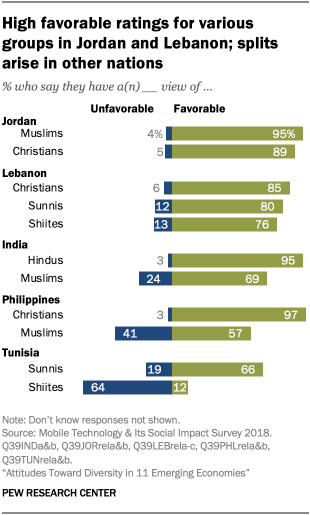 High favorable ratings for various
groups in Jordan and Lebanon; splits
arise in other nations
% who say they have a(n) __ view of ...
Unfavorable Favorable
Jordan
Muslims 4% 95%
Christians 5 89
Lebanon
Christians 6 85
Sunnis 12 80
Shiites 13 76
India
Hindus 3 95
Muslims 24 69
Philippines
Christians 3 97
Muslims 41 57
Tunisia
Sunnis 19 66
Shiites 64 12
Note: Don't know responses not shown.
Source: Mobile Technology & Its Social Impact Survey 2018.
Q39INDa&b, Q39JORrela&b, Q39LEBrela-c, Q39PHLrela&b,
Q39TUNrela&b.
"Attitudes Toward Diversity in 11 Emerging Economies"
PEW RESEARCH CENTER